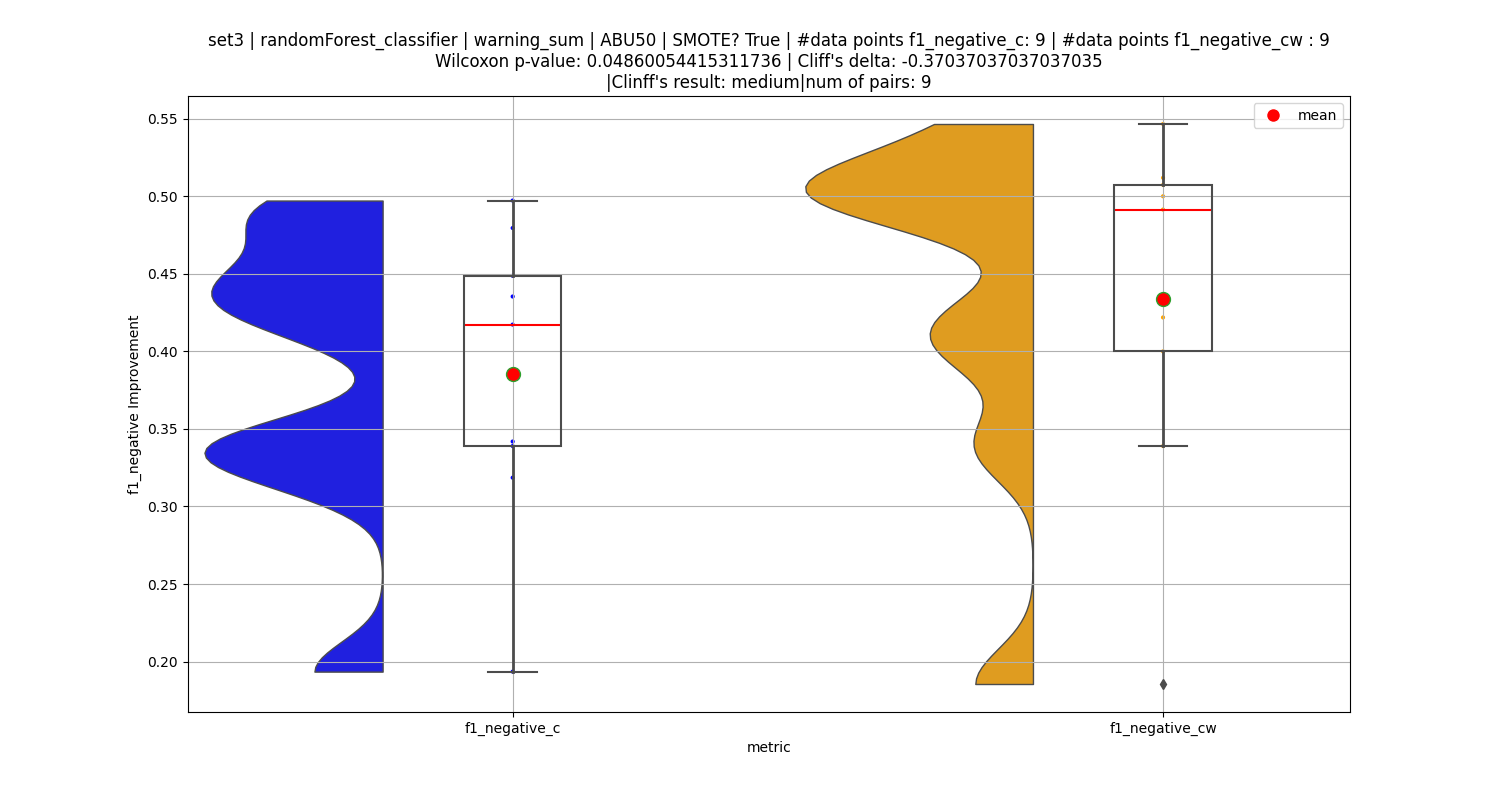 set3 | randomForest_classifier | warning_sum | ABU50 | SMOTE? True | #data points f1_negative_c: 9 | #data points f1_negative_cw : 9
Wilcoxon p-value: 0.04860054415311736 | Cliff's delta: -0.37037037037037035
|Clinff's result: medium|num of pairs: 9
mean
0.55
0.50
0.45
0.40
0.35
0.30
0.25
0.20
f1_negative Improvement
f1_negative_c
f1_negative_cw
metric